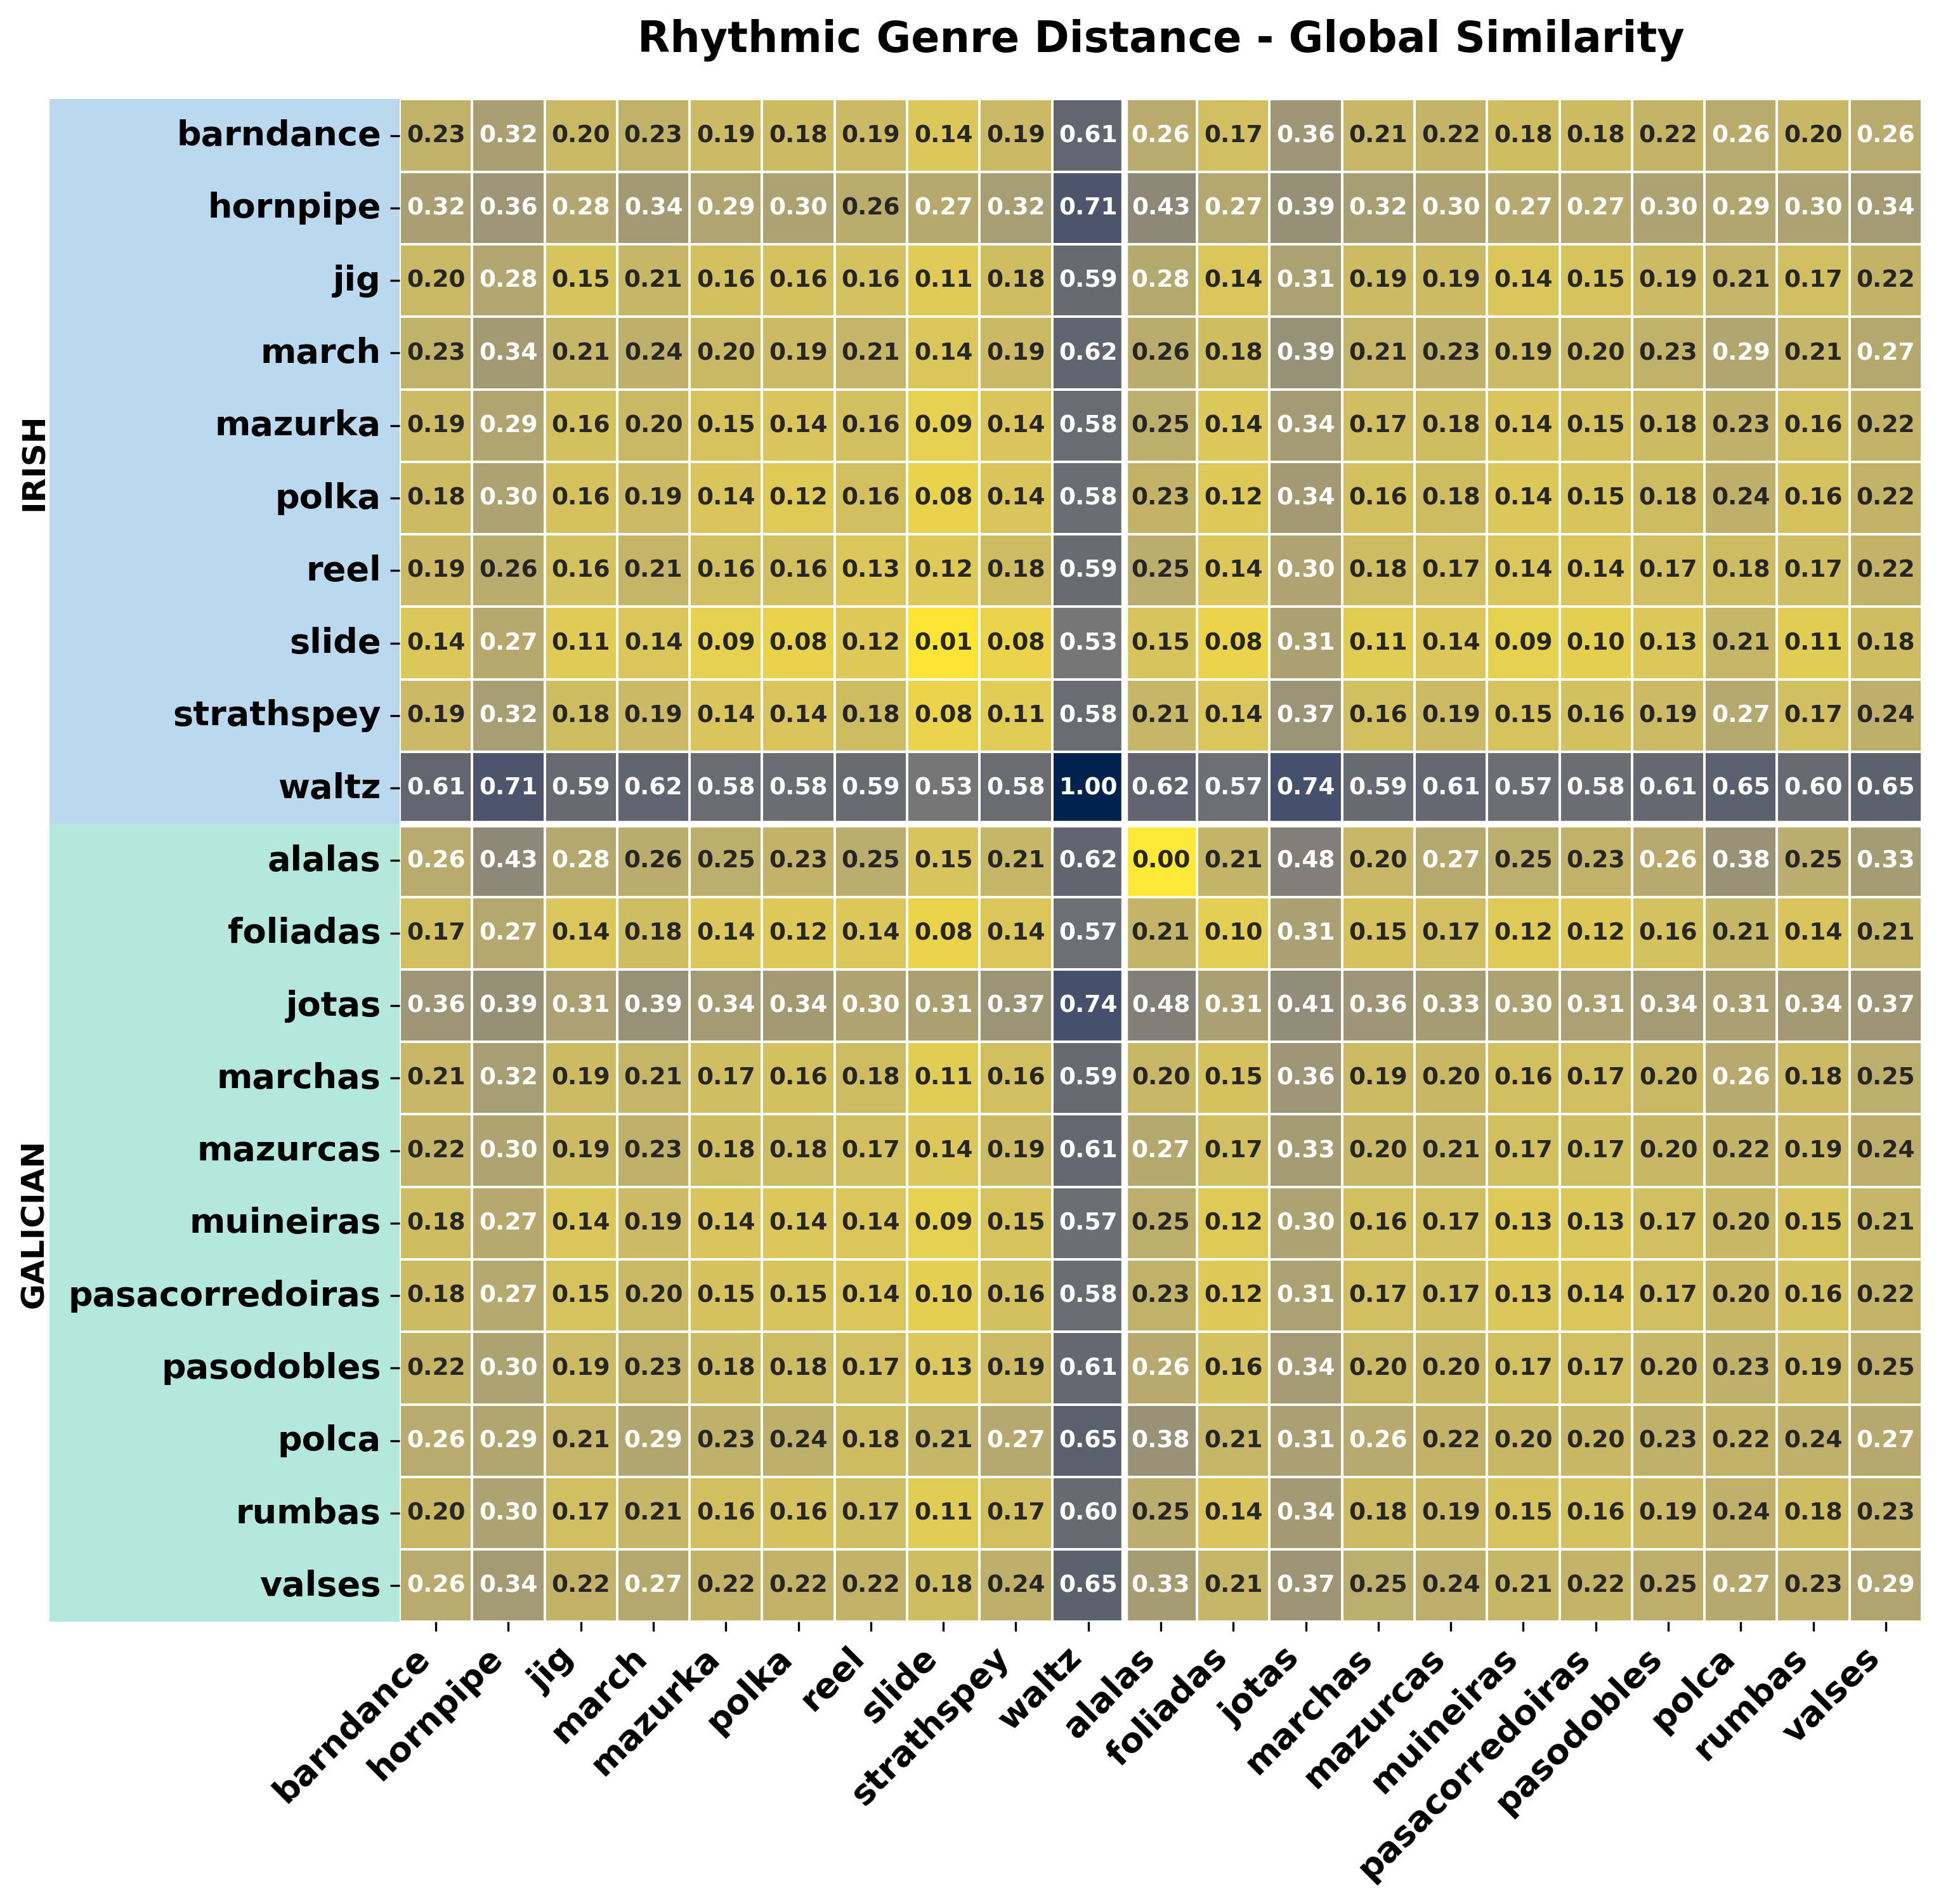 Rhythmic Genre Distance - Global Similarity
IRISH
barndance 0.23 0.32 0.20 0.23 0.19 0.18 0.19 0.14 0.19 0.61 0.26 0.17 0.36 0.21 0.22 0.18 0.18 0.22 0.26 0.20 0.26
hornpipe 0.32 0.36 0.28 0.34 0.29 0.30 0.26 0.27 0.32 0.71 0.43 0.27 0.39 0.32 0.30 0.27 0.27 0.30 0.29 0.30 0.34
jig 0.20 0.28 0.15 0.21 0.16 0.16 0.16 0.11 0.18 0.59 0.28 0.14 0.31 0.19 0.19 0.14 0.15 0.19 0.21 0.17 0.22
march 0.23 0.34 0.21 0.24 0.20 0.19 0.21 0.14 0.19 0.62 0.26 0.18 0.39 0.21 0.23 0.19 0.20 0.23 0.29 0.21 0.27
mazurka 0.19 0.29 0.16 0.20 0.15 0.14 0.16 0.09 0.14 0.58 0.25 0.14 0.34 0.17 0.18 0.14 0.15 0.18 0.23 0.16 0.22
polka 0.18 0.30 0.16 0.19 0.14 0.12 0.16 0.08 0.14 0.58 0.23 0.12 0.34 0.16 0.18 0.14 0.15 0.18 0.24 0.16 0.22
reel 0.19 0.26 0.16 0.21 0.16 0.16 0.13 0.12 0.18 0.59 0.25 0.14 0.30 0.18 0.17 0.14 0.14 0.17 0.18 0.17 0.22
slide 0.14 0.27 0.11 0.14 0.09 0.08 0.12 0.01 0.08 0.53 0.15 0.08 0.31 0.11 0.14 0.09 0.10 0.13 0.21 0.11 0.18
strathspey 0.19 0.32 0.18 0.19 0.14 0.14 0.18 0.08 0.11 0.58 0.21 0.14 0.37 0.16 0.19 0.15 0.16 0.19 0.27 0.17 0.24
waltz 0.61 0.71 0.59 0.62 0.58 0.58 0.59 0.53 0.58 1.00 0.62 0.57 0.74 0.59 0.61 0.57 0.58 0.61 0.65 0.60 0.65
GALICIAN
alalas 0.26 0.43 0.28 0.26 0.25 0.23 0.25 0.15 0.21 0.62 0.00 0.21 0.48 0.20 0.27 0.25 0.23 0.26 0.38 0.25 0.33
foliadas 0.17 0.27 0.14 0.18 0.14 0.12 0.14 0.08 0.14 0.57 0.21 0.10 0.31 0.15 0.17 0.12 0.12 0.16 0.21 0.14 0.21
jotas 0.36 0.39 0.31 0.39 0.34 0.34 0.30 0.31 0.37 0.74 0.48 0.31 0.41 0.36 0.33 0.30 0.31 0.34 0.31 0.34 0.37
marchas 0.21 0.32 0.19 0.21 0.17 0.16 0.18 0.11 0.16 0.59 0.20 0.15 0.36 0.19 0.20 0.16 0.17 0.20 0.26 0.18 0.25
mazurcas 0.22 0.30 0.19 0.23 0.18 0.18 0.17 0.14 0.19 0.61 0.27 0.17 0.33 0.20 0.21 0.17 0.17 0.20 0.22 0.19 0.24
muineiras 0.18 0.27 0.14 0.19 0.14 0.14 0.14 0.09 0.15 0.57 0.25 0.12 0.30 0.16 0.17 0.13 0.13 0.17 0.20 0.15 0.21
pasacorredoiras 0.18 0.27 0.15 0.20 0.15 0.15 0.14 0.10 0.16 0.58 0.23 0.12 0.31 0.17 0.17 0.13 0.14 0.17 0.20 0.16 0.22
pasodobles 0.22 0.30 0.19 0.23 0.18 0.18 0.17 0.13 0.19 0.61 0.26 0.16 0.34 0.20 0.20 0.17 0.17 0.20 0.23 0.19 0.25
polca 0.26 0.29 0.21 0.29 0.23 0.24 0.18 0.21 0.27 0.65 0.38 0.21 0.31 0.26 0.22 0.20 0.20 0.23 0.22 0.24 0.27
rumbas 0.20 0.30 0.17 0.21 0.16 0.16 0.17 0.11 0.17 0.60 0.25 0.14 0.34 0.18 0.19 0.15 0.16 0.19 0.24 0.18 0.23
valses 0.26 0.34 0.22 0.27 0.22 0.22 0.22 0.18 0.24 0.65 0.33 0.21 0.37 0.25 0.24 0.21 0.22 0.25 0.27 0.23 0.29
barndance hornpipe jig march mazurka polka reel slide strathspey waltz alalas foliadas jotas marchas mazurcas muineiras pasacorredoiras pasodobles polca rumbas valses